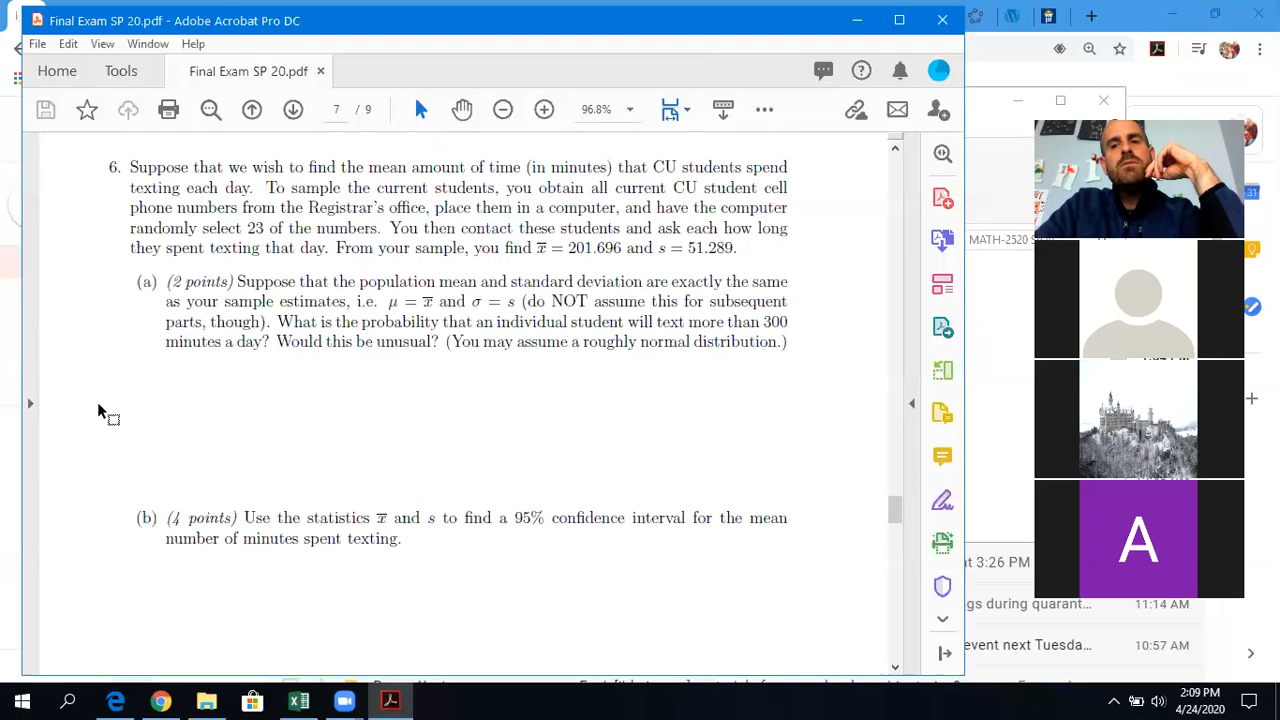 Final Exam SP 20.pdf - Adobe Acrobat Pro DC
File Edit View Window Help
Home Tools Final Exam SP 20.pdf ×
7 / 9 96.8%
6. Suppose that we wish to find the mean amount of time (in minutes) that CU students spend
texting each day. To sample the current students, you obtain all current CU student cell
phone numbers from the Registrar's office, place them in a computer, and have the computer
randomly select 23 of the numbers. You then contact these students and ask each how long
they spent texting that day. From your sample, you find x̅ = 201.696 and s = 51.289.
(a) (2 points) Suppose that the population mean and standard deviation are exactly the same
as your sample estimates, i.e. μ = x̅ and σ = s (do NOT assume this for subsequent
parts, though). What is the probability that an individual student will text more than 300
minutes a day? Would this be unusual? (You may assume a roughly normal distribution.)
(b) (4 points) Use the statistics x̅ and s to find a 95% confidence interval for the mean
number of minutes spent texting.
MATH-2520 S
31
A
at 3:26 PM
gs during quarant... 11:14 AM
event next Tuesda... 10:57 AM
2:09 PM
4/24/2020